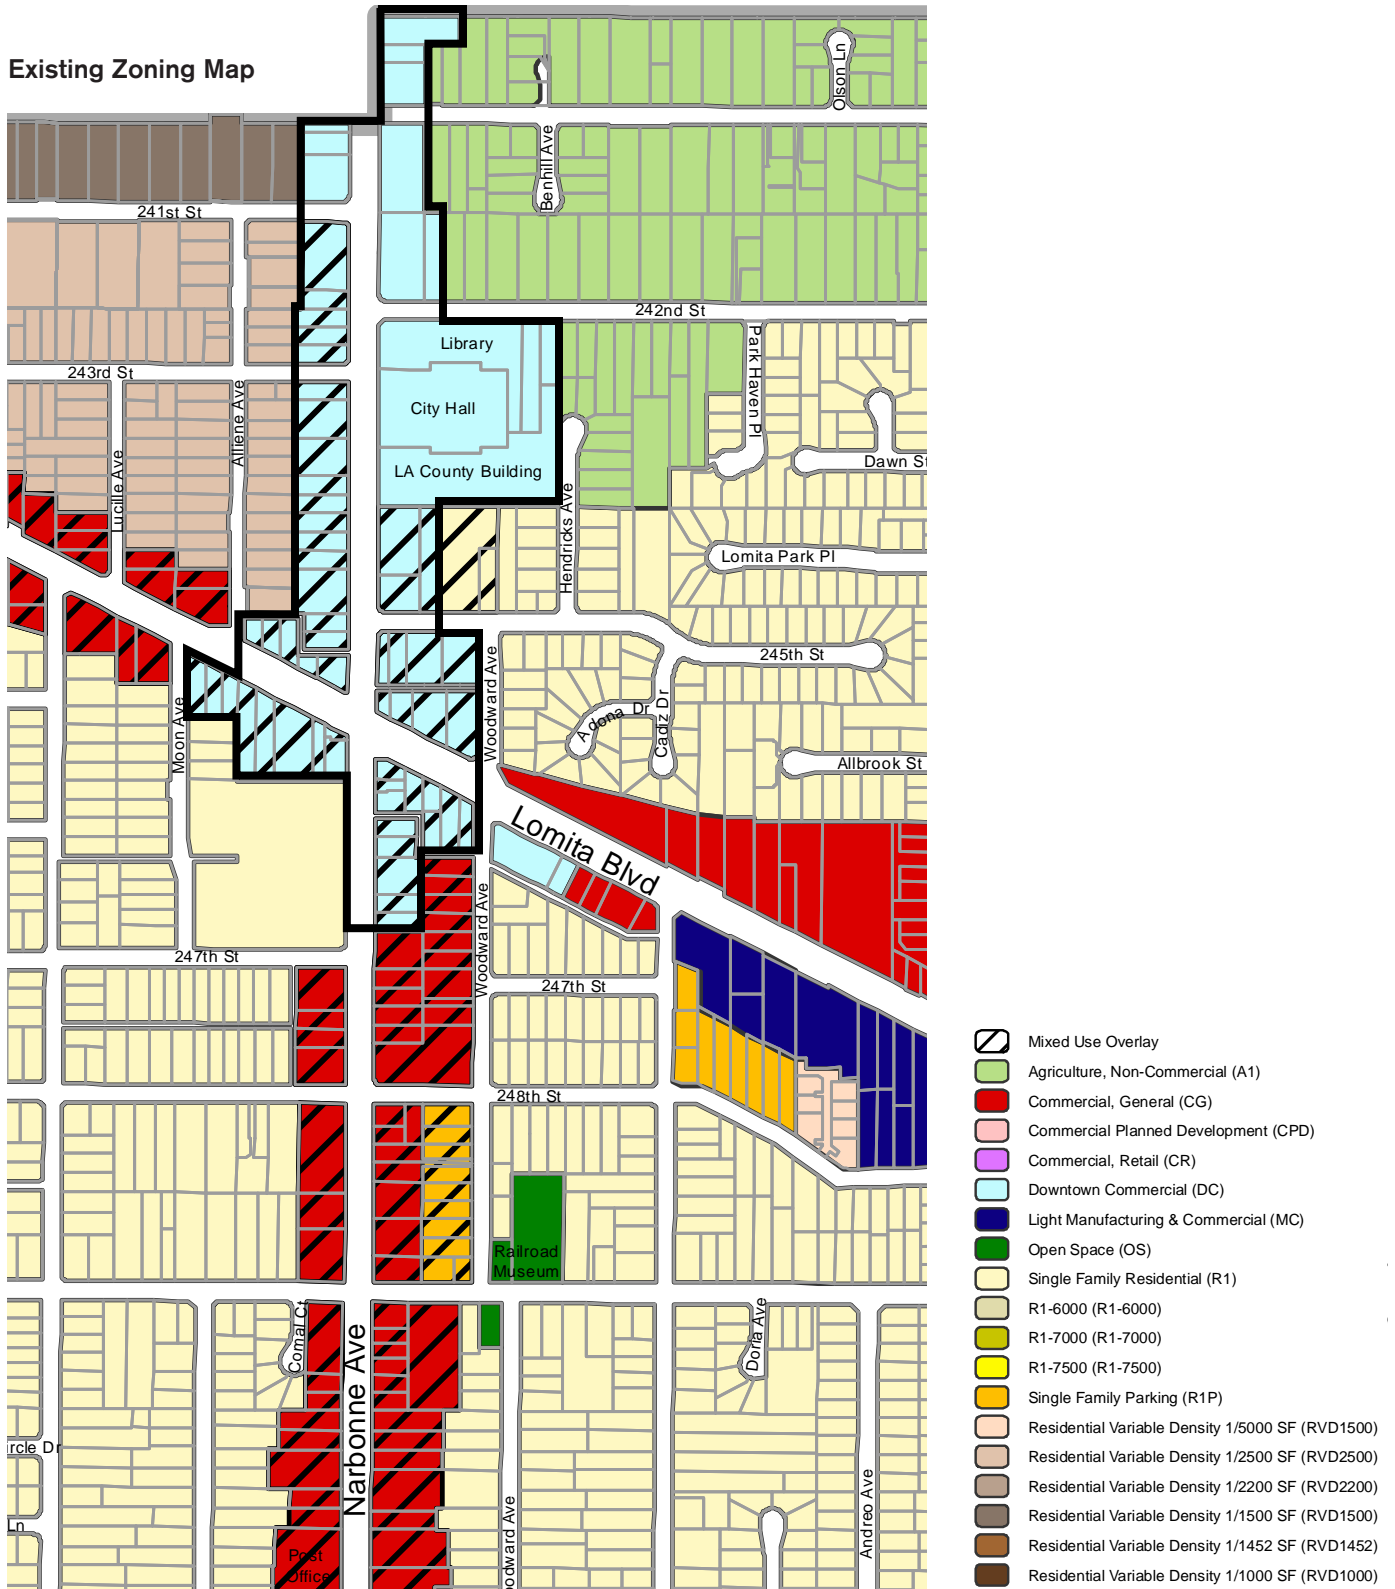 Existing Zoning Map
Olson Ln
Benhill Ave
241st St
242nd St
Library
Park Haven Pl
243rd St
City Hall
Alliene Ave
Dawn St
LA County Building
Lucille Ave
Hendricks Ave
Lomita Park Pl
245th St
Woodward Ave
Adona Dr
Cadiz Dr
Moon Ave
Allbrook St
Lomita Blvd
Woodward Ave
247th St
247th St
248th St
Railroad
Museum
Comal Ct
Narbonne Ave
Doria Ave
ircle Dr
Andreo Ave
Ln
oodward Ave
Post
Office
Mixed Use Overlay
Agriculture, Non-Commercial (A1)
Commercial, General (CG)
Commercial Planned Development (CPD)
Commercial, Retail (CR)
Downtown Commercial (DC)
Light Manufacturing & Commercial (MC)
Open Space (OS)
Single Family Residential (R1)
R1-6000 (R1-6000)
R1-7000 (R1-7000)
R1-7500 (R1-7500)
Single Family Parking (R1P)
Residential Variable Density 1/5000 SF (RVD1500)
Residential Variable Density 1/2500 SF (RVD2500)
Residential Variable Density 1/2200 SF (RVD2200)
Residential Variable Density 1/1500 SF (RVD1500)
Residential Variable Density 1/1452 SF (RVD1452)
Residential Variable Density 1/1000 SF (RVD1000)